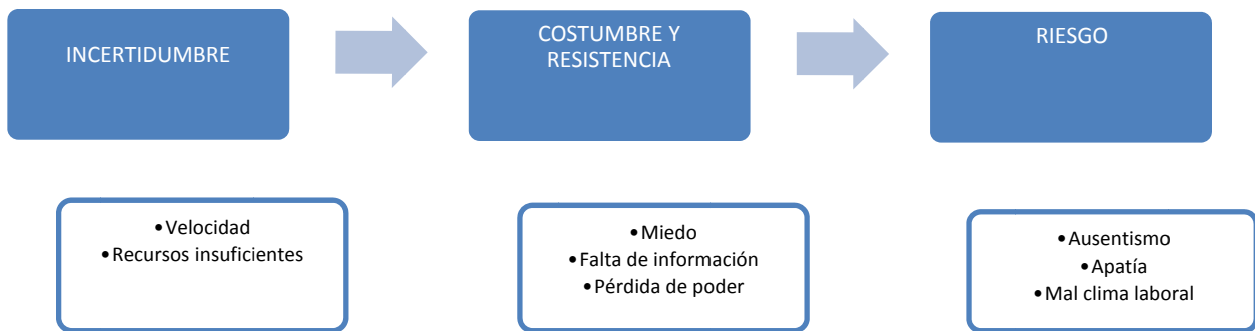 INCERTIDUMBRE
COSTUMBRE Y
RESISTENCIA
RIESGO
•Velocidad
•Recursos insuficientes
•Miedo
•Falta de información
•Pérdida de poder
•Ausentismo
•Apatía
•Mal clima laboral